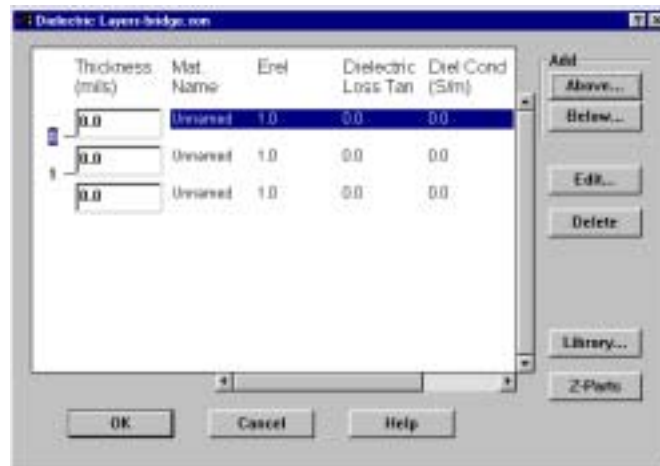 Dielectric Layers-bridge.son
Thickness (mils) Mat. Name Erel Dielectric Loss Tan Diel Cond (S/m)
0.0 Unnamed 1.0 0.0 0.0
0
0.0 Unnamed 1.0 0.0 0.0
1
0.0 Unnamed 1.0 0.0 0.0
Add
Above...
Below...
Edit...
Delete
Library...
Z-Parts
OK Cancel Help